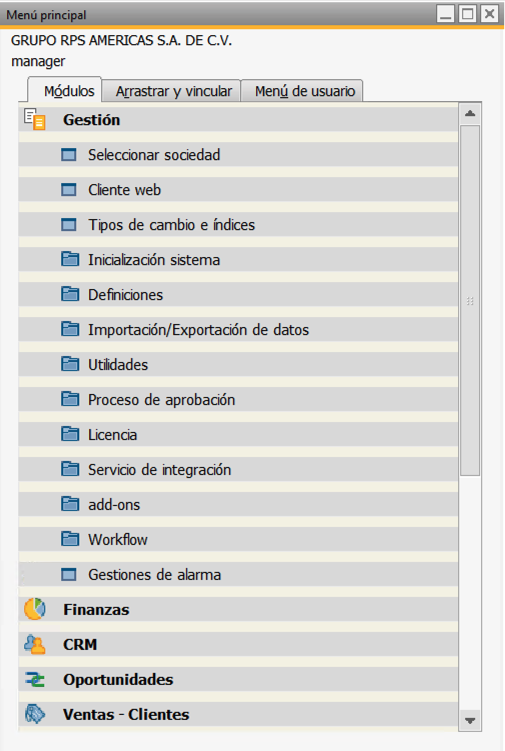 Menú principal
GRUPO RPS AMERICAS S.A. DE C.V.
manager
Módulos Arrastrar y vincular Menú de usuario
Gestión
Seleccionar sociedad
Cliente web
Tipos de cambio e índices
Inicialización sistema
Definiciones
Importación/Exportación de datos
Utilidades
Proceso de aprobación
Licencia
Servicio de integración
add-ons
Workflow
Gestiones de alarma
Finanzas
CRM
Oportunidades
Ventas - Clientes